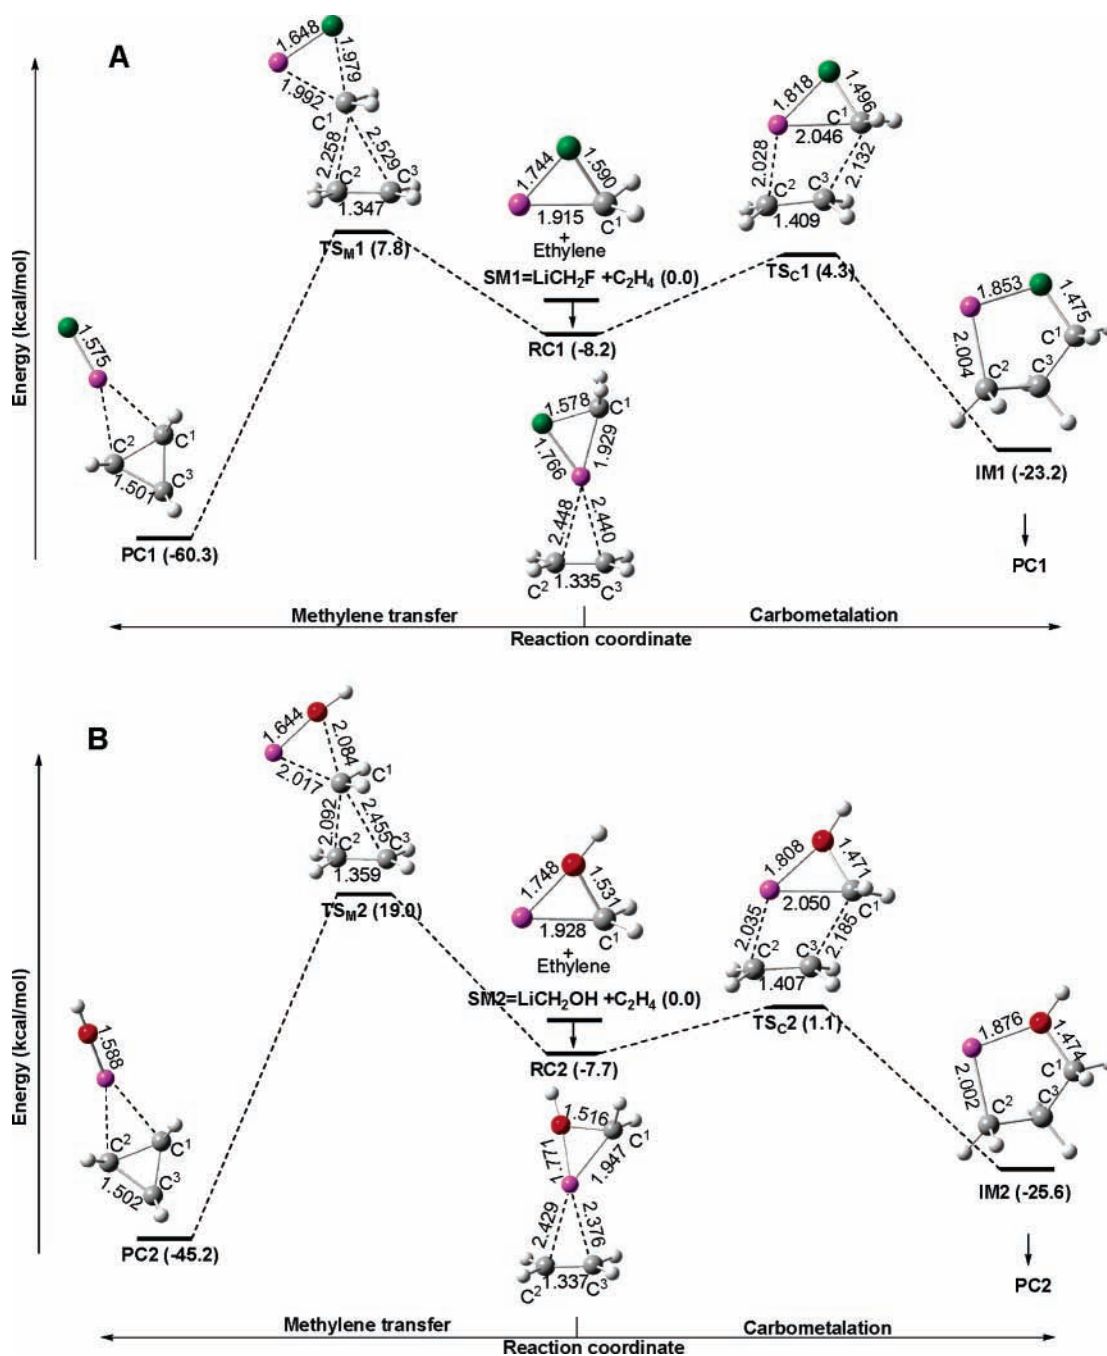 A
1.648
1.979
1.992
C1
2.258
2.529
C2
C3
1.347
TSM1 (7.8)
1.744
1.590
1.915
C1
+
Ethylene
SM1=LiCH2F +C2H4 (0.0)
RC1 (-8.2)
1.578
C1
1.766
1.929
2.448
2.440
1.335
C2
C3
1.818
1.496
C1
2.046
2.028
2.132
C2
C3
1.409
TSC1 (4.3)
1.853
1.475
C1
2.004
C2
C3
IM1 (-23.2)
PC1
1.575
C2
C1
C3
1.501
PC1 (-60.3)
Energy (kcal/mol)
Methylene transfer
Carbometalation
Reaction coordinate
B
1.644
2.084
2.017
C1
2.092
2.455
C2
C3
1.359
TSM2 (19.0)
1.748
1.531
1.928
C1
+
Ethylene
SM2=LiCH2OH +C2H4 (0.0)
RC2 (-7.7)
1.516
C1
1.771
1.947
2.429
2.376
1.337
C2
C3
1.808
1.471
2.050
C1
2.035
2.185
C2
C3
1.407
TSC2 (1.1)
1.876
1.474
C1
2.002
C2
C3
IM2 (-25.6)
PC2
1.588
C2
C1
C3
1.502
PC2 (-45.2)
Energy (kcal/mol)
Methylene transfer
Carbometalation
Reaction coordinate